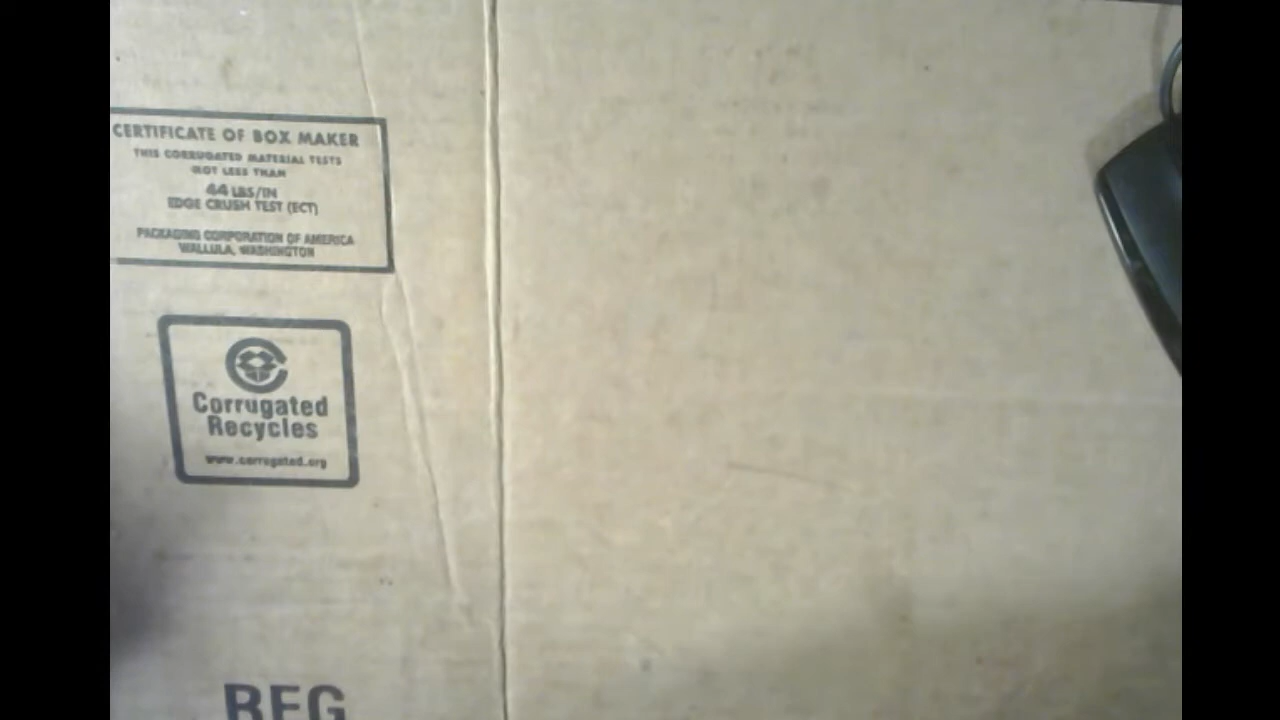 CERTIFICATE OF BOX MAKER
THIS CORRUGATED MATERIAL TESTS
NOT LESS THAN
44 LBS/IN
EDGE CRUSH TEST (ECT)
PACKAGING CORPORATION OF AMERICA
WALLULA, WASHINGTON
Corrugated
Recycles
www.corrugated.org